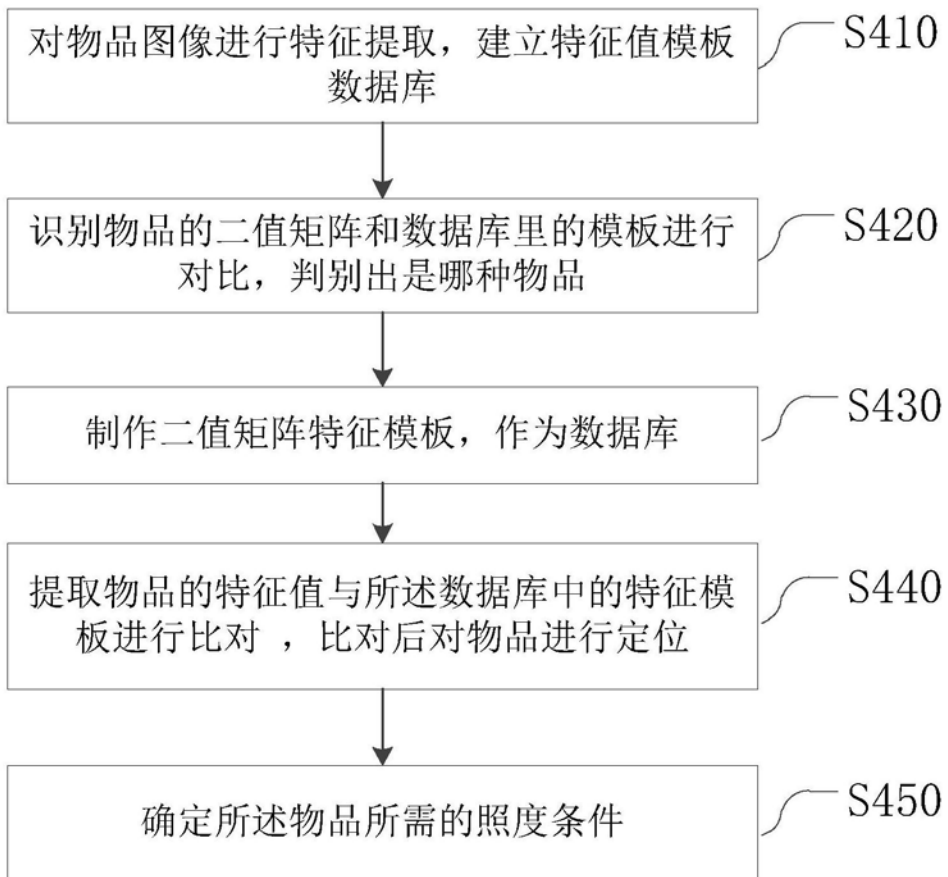 对物品图像进行特征提取，建立特征值模板
数据库
S410
识别物品的二值矩阵和数据库里的模板进行
对比，判别出是哪种物品
S420
制作二值矩阵特征模板，作为数据库
S430
提取物品的特征值与所述数据库中的特征模
板进行比对 ，比对后对物品进行定位
S440
确定所述物品所需的照度条件
S450